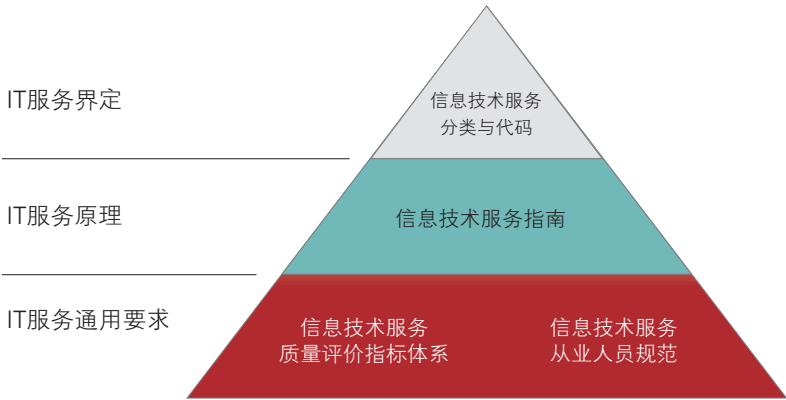 IT服务界定
信息技术服务
分类与代码
IT服务原理
信息技术服务指南
IT服务通用要求
信息技术服务
质量评价指标体系
信息技术服务
从业人员规范